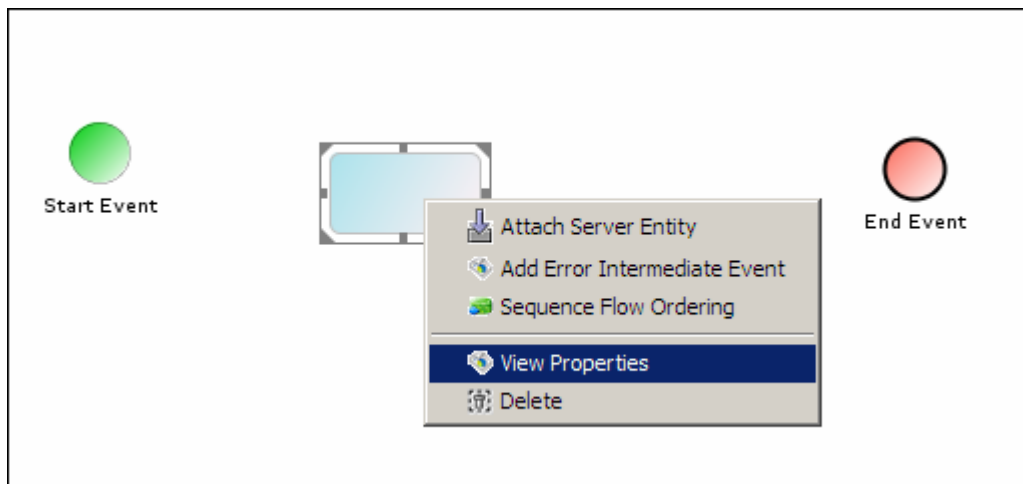 Start Event
End Event
Attach Server Entity
Add Error Intermediate Event
Sequence Flow Ordering
View Properties
Delete